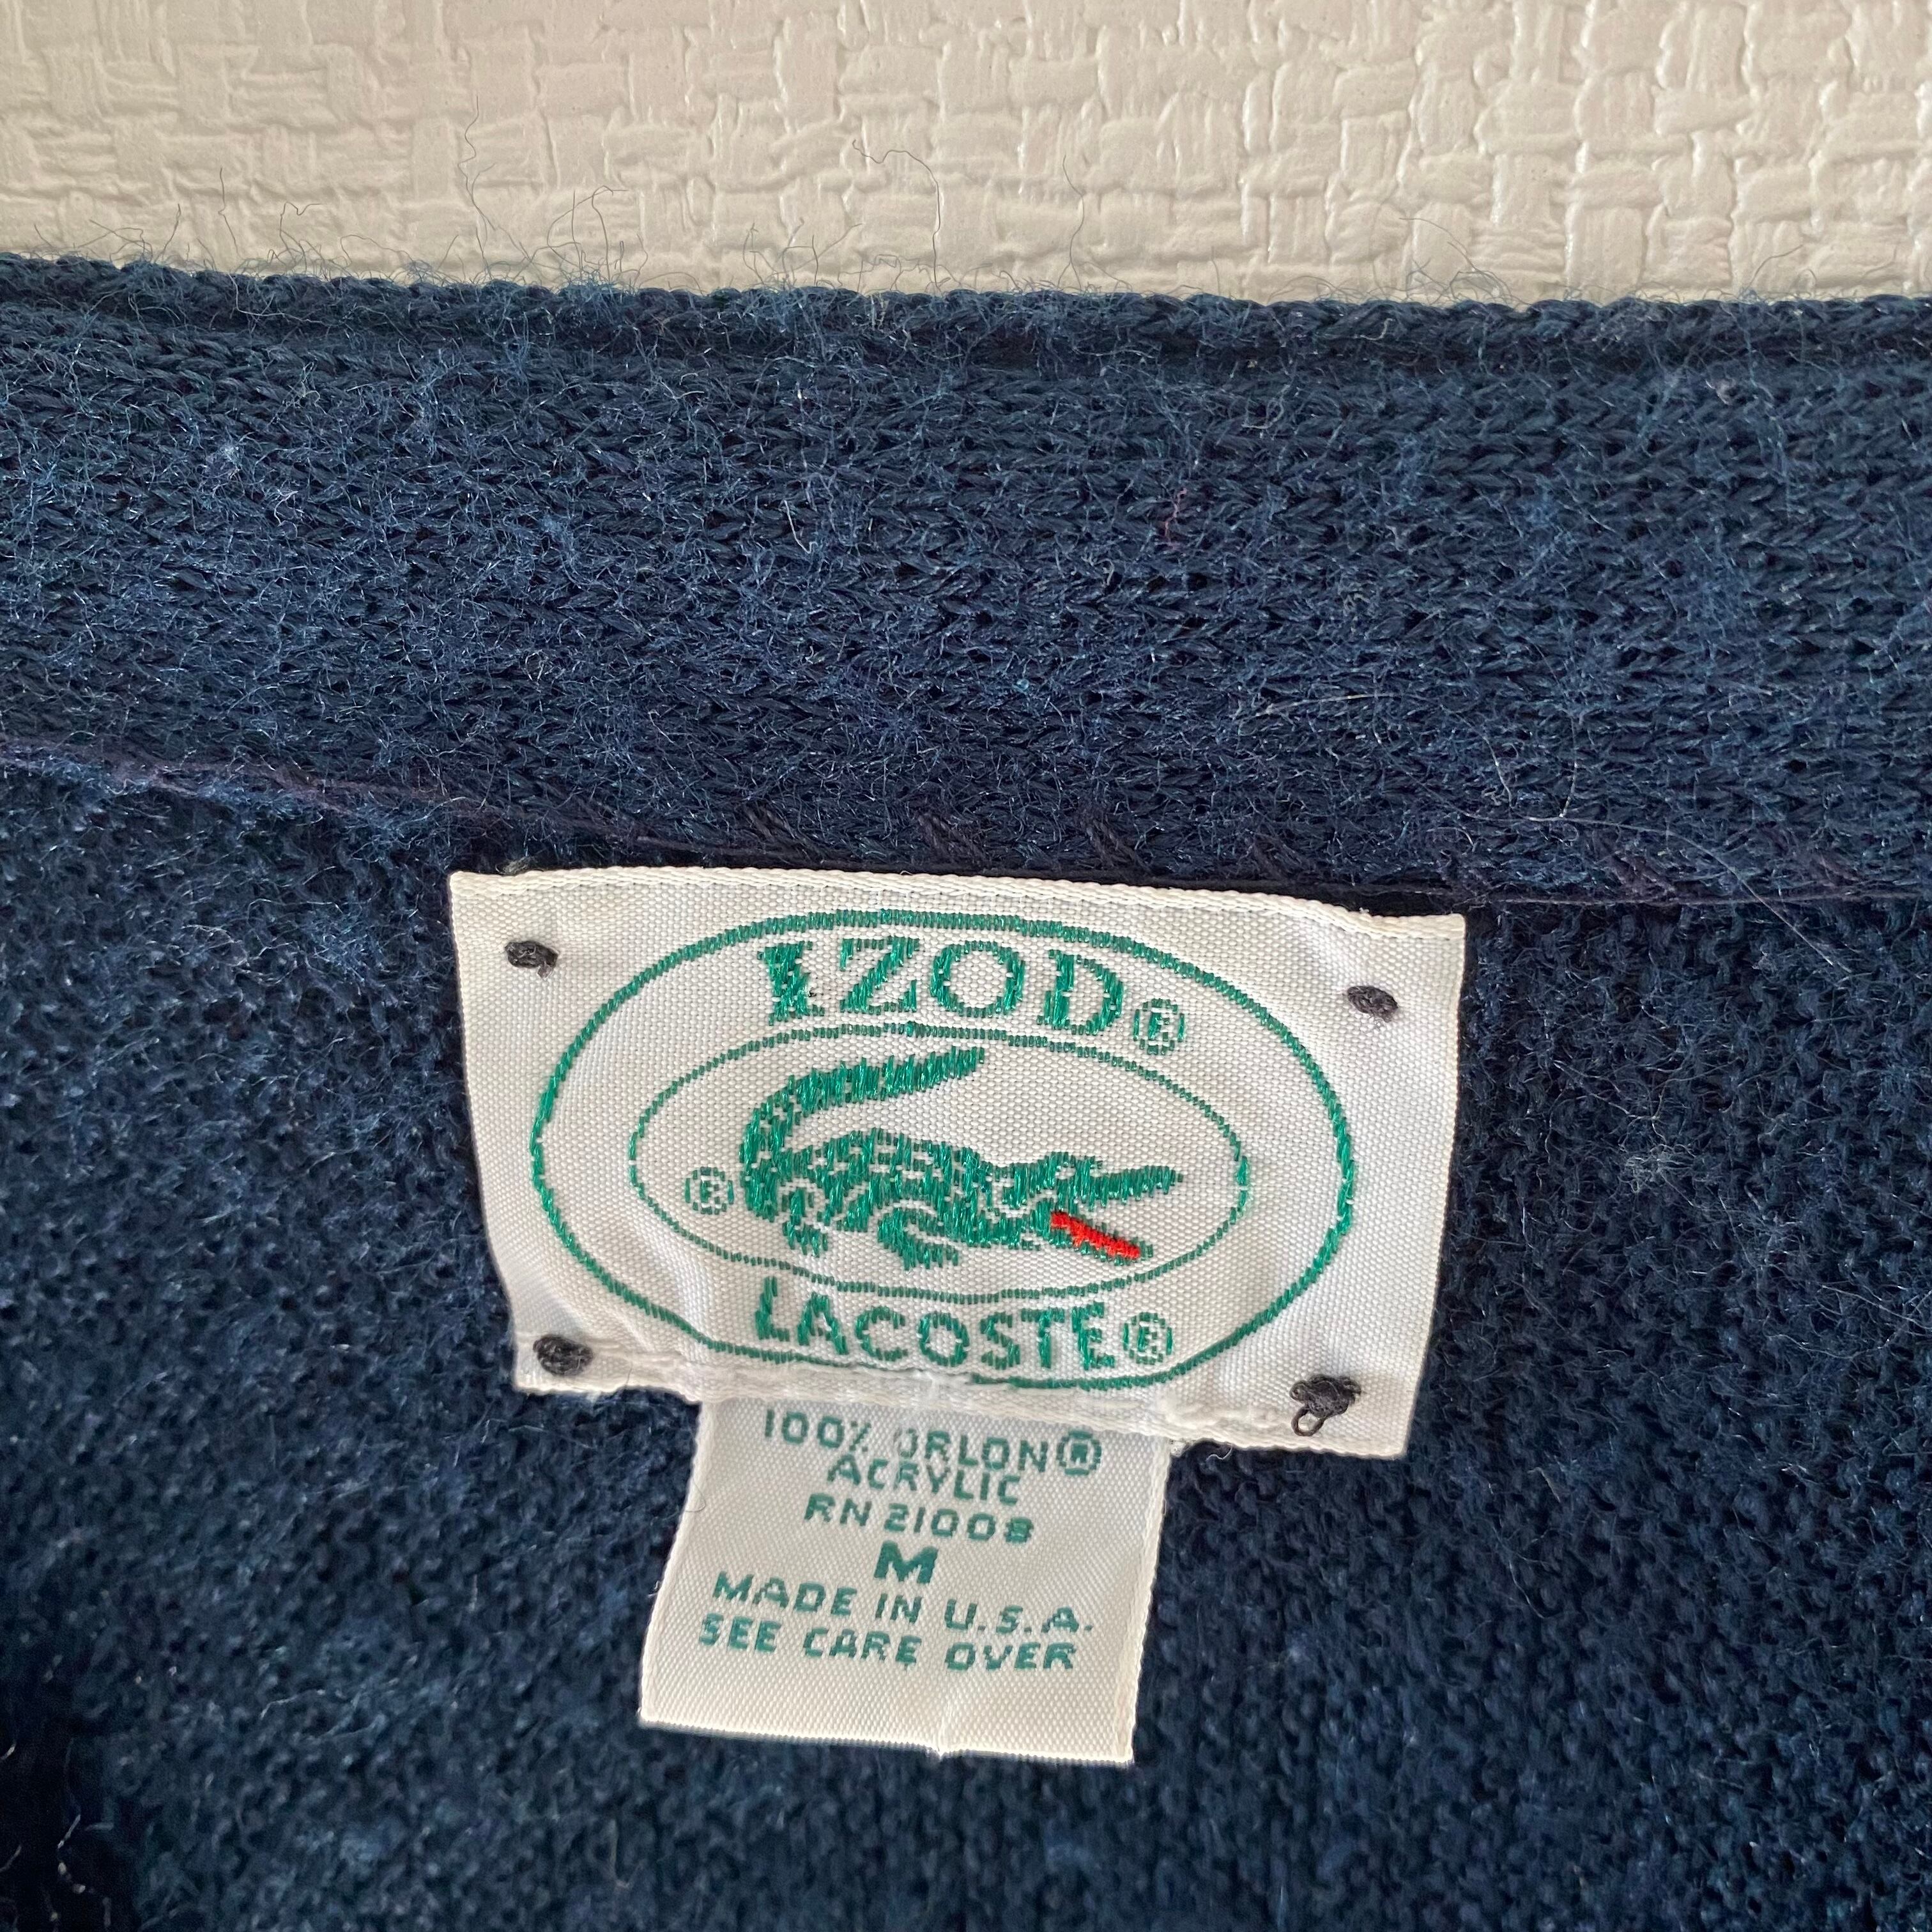 IZOD®
®
LACOSTE®
100% ORLON®
ACRYLIC
RN 21008
M
MADE IN U.S.A.
SEE CARE OVER